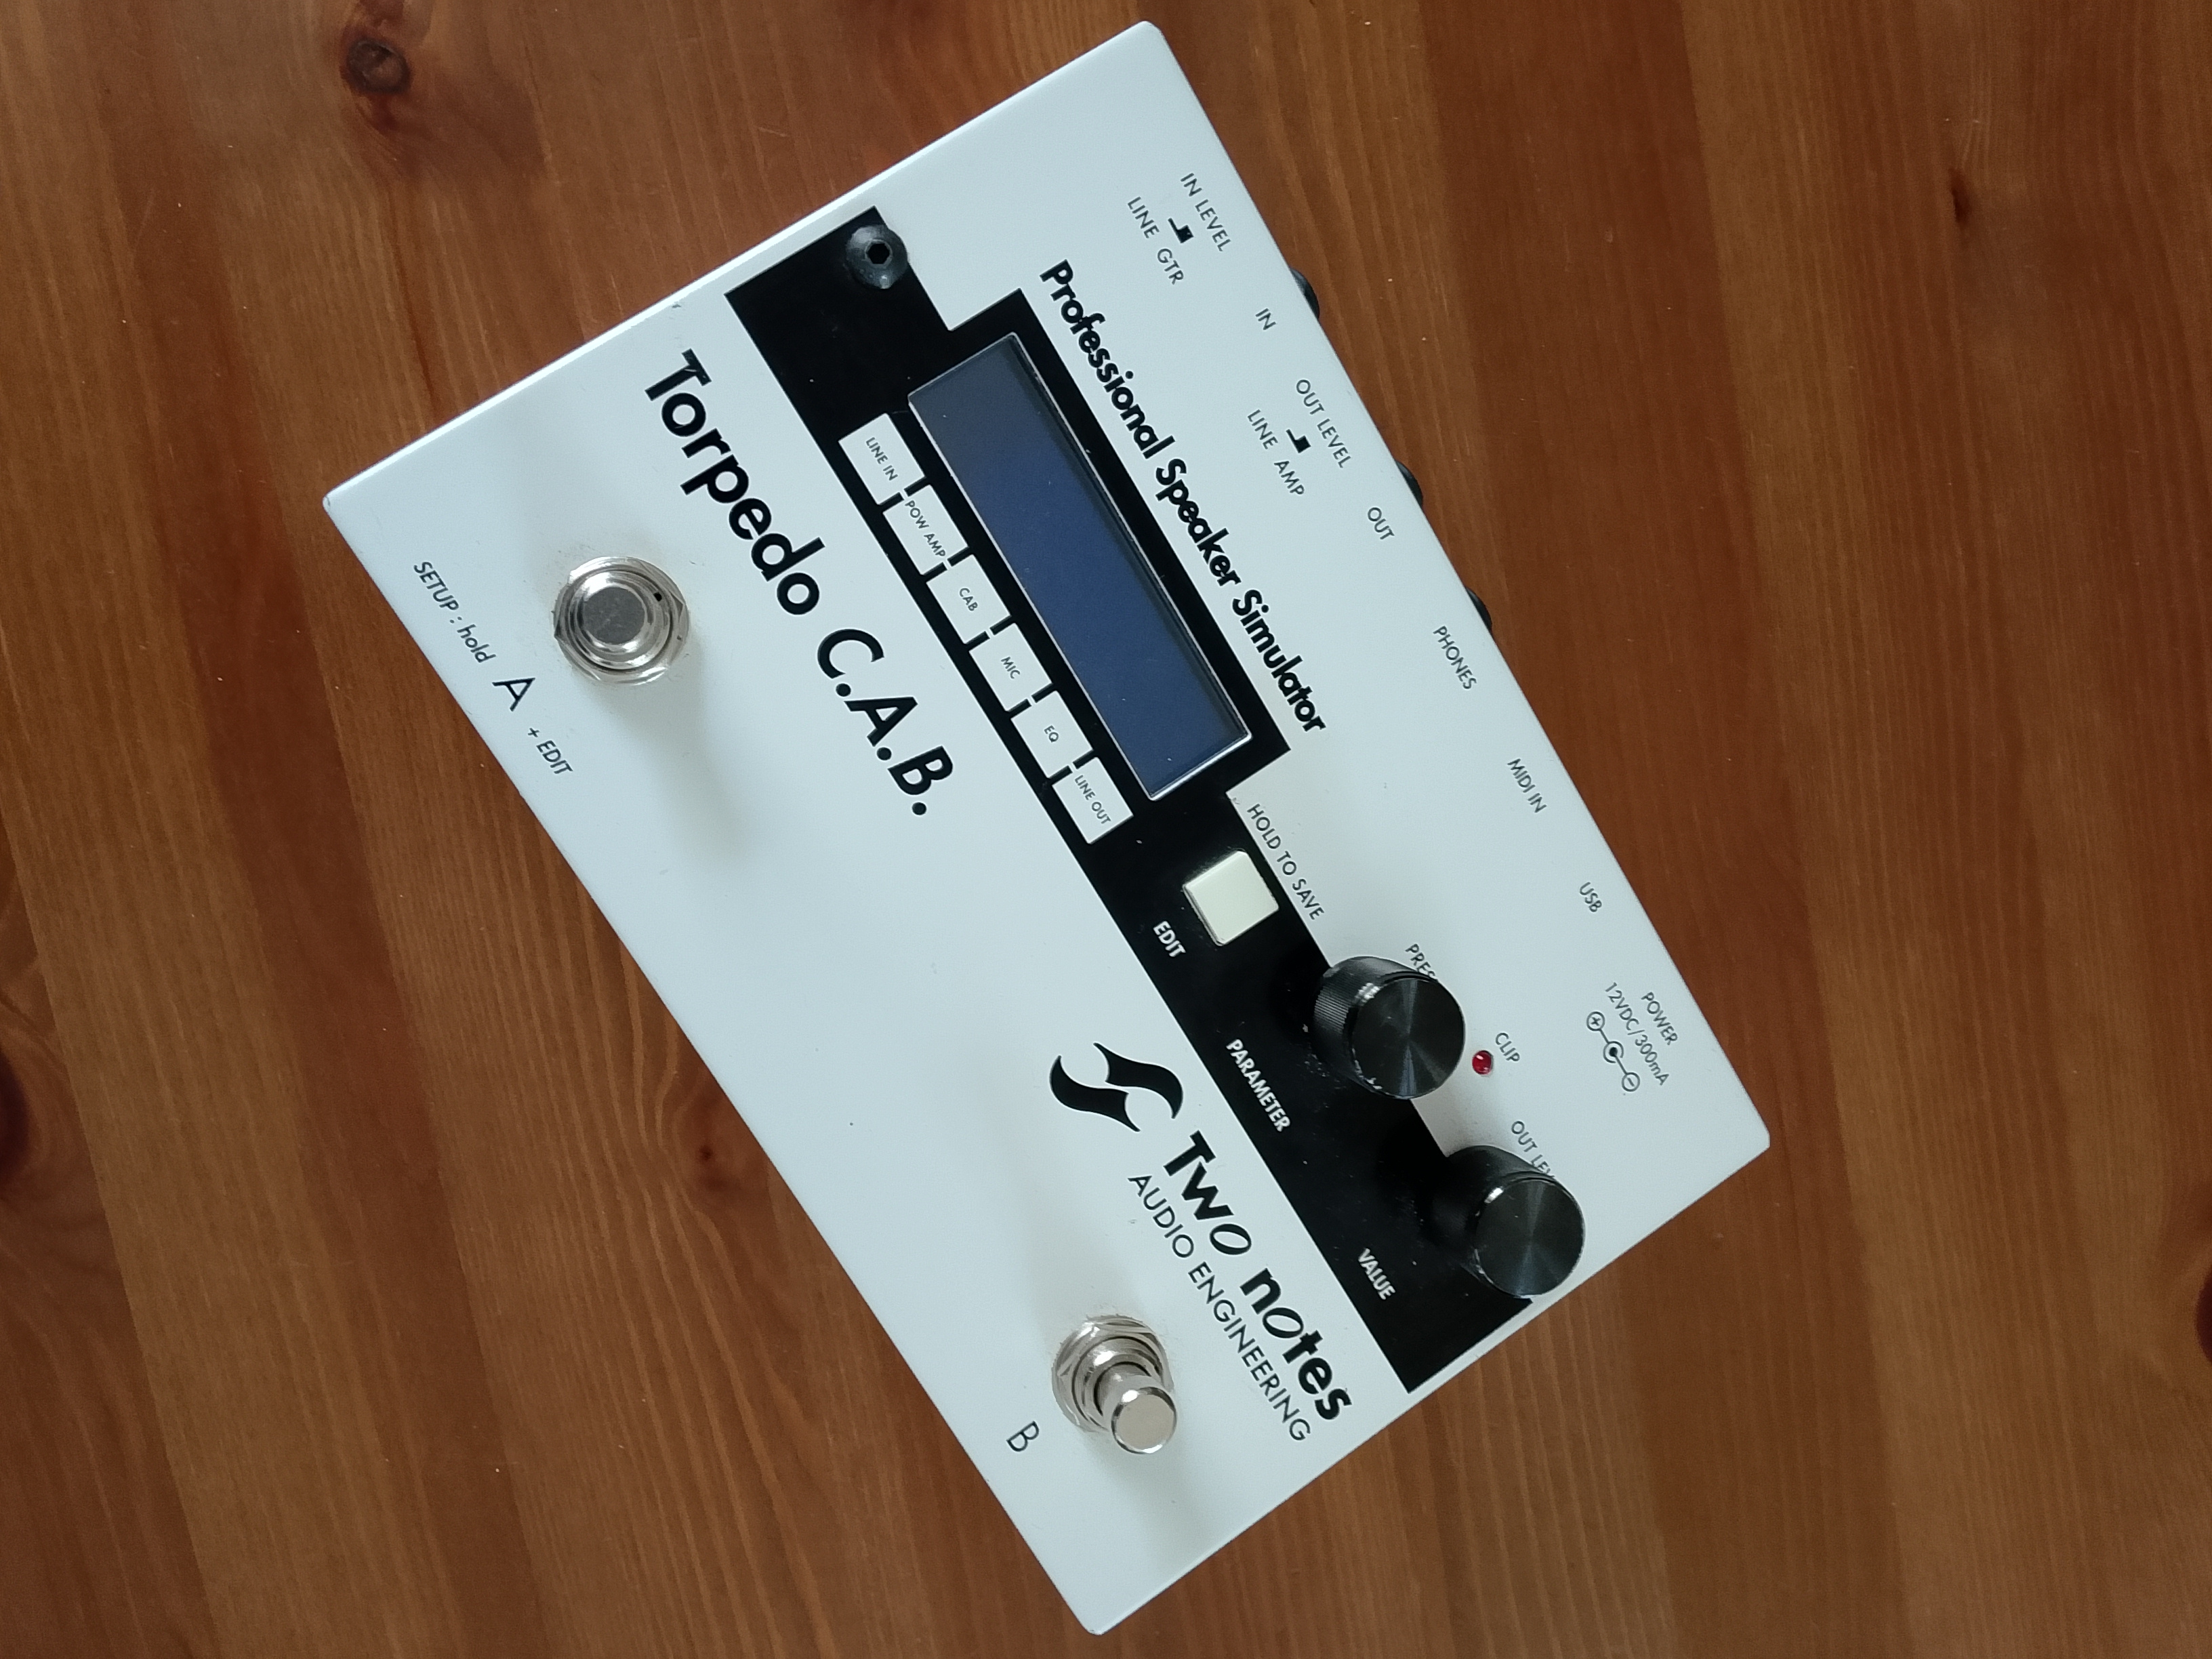 IN LEVEL
LINE GTR
IN
OUT LEVEL
LINE AMP
OUT
PHONES
MIDI IN
USB
POWER
12VDC/300mA
+ −
Professional Speaker Simulator
HOLD TO SAVE
CLIP
OUT
LINE IN
POW AMP
CAB
MIC
EQ
LINE OUT
EDIT
PARAMETER
VALUE
Torpedo C.A.B.
Two notes
AUDIO ENGINEERING
SETUP : hold A + EDIT
B